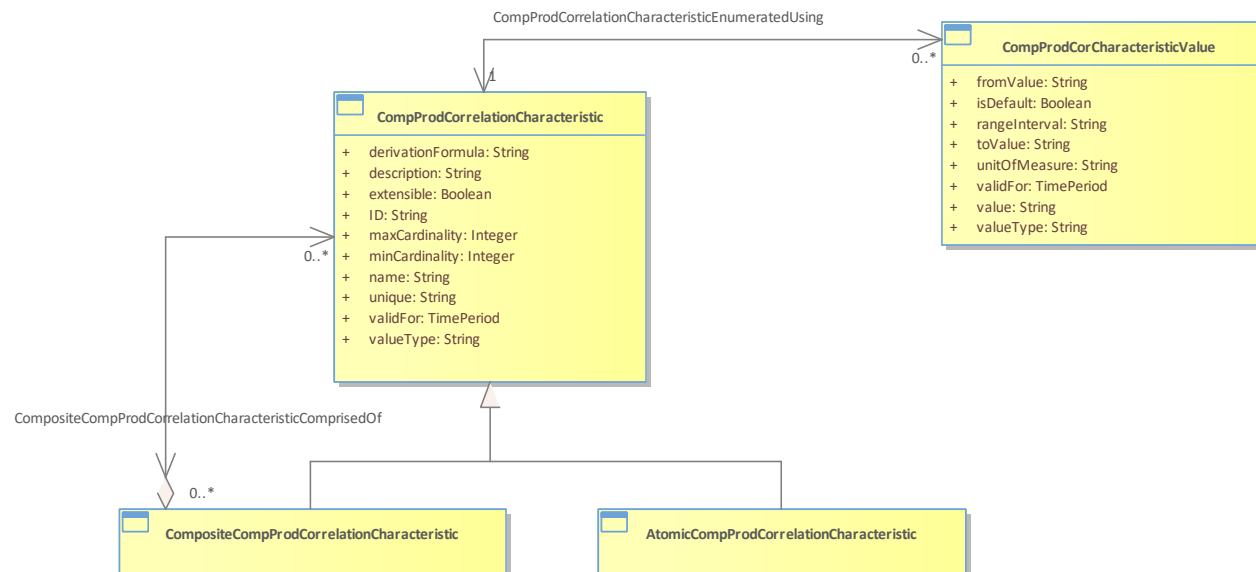 CompProdCorrelationCharacteristicEnumeratedUsing
0..*
1
CompProdCorCharacteristicValue
+ fromValue: String
+ isDefault: Boolean
+ rangeInterval: String
+ toValue: String
+ unitOfMeasure: String
+ validFor: TimePeriod
+ value: String
+ valueType: String
CompProdCorrelationCharacteristic
+ derivationFormula: String
+ description: String
+ extensible: Boolean
+ ID: String
+ maxCardinality: Integer
+ minCardinality: Integer
+ name: String
+ unique: String
+ validFor: TimePeriod
+ valueType: String
0..*
CompositeCompProdCorrelationCharacteristicComprisedOf
0..*
CompositeCompProdCorrelationCharacteristic
AtomicCompProdCorrelationCharacteristic